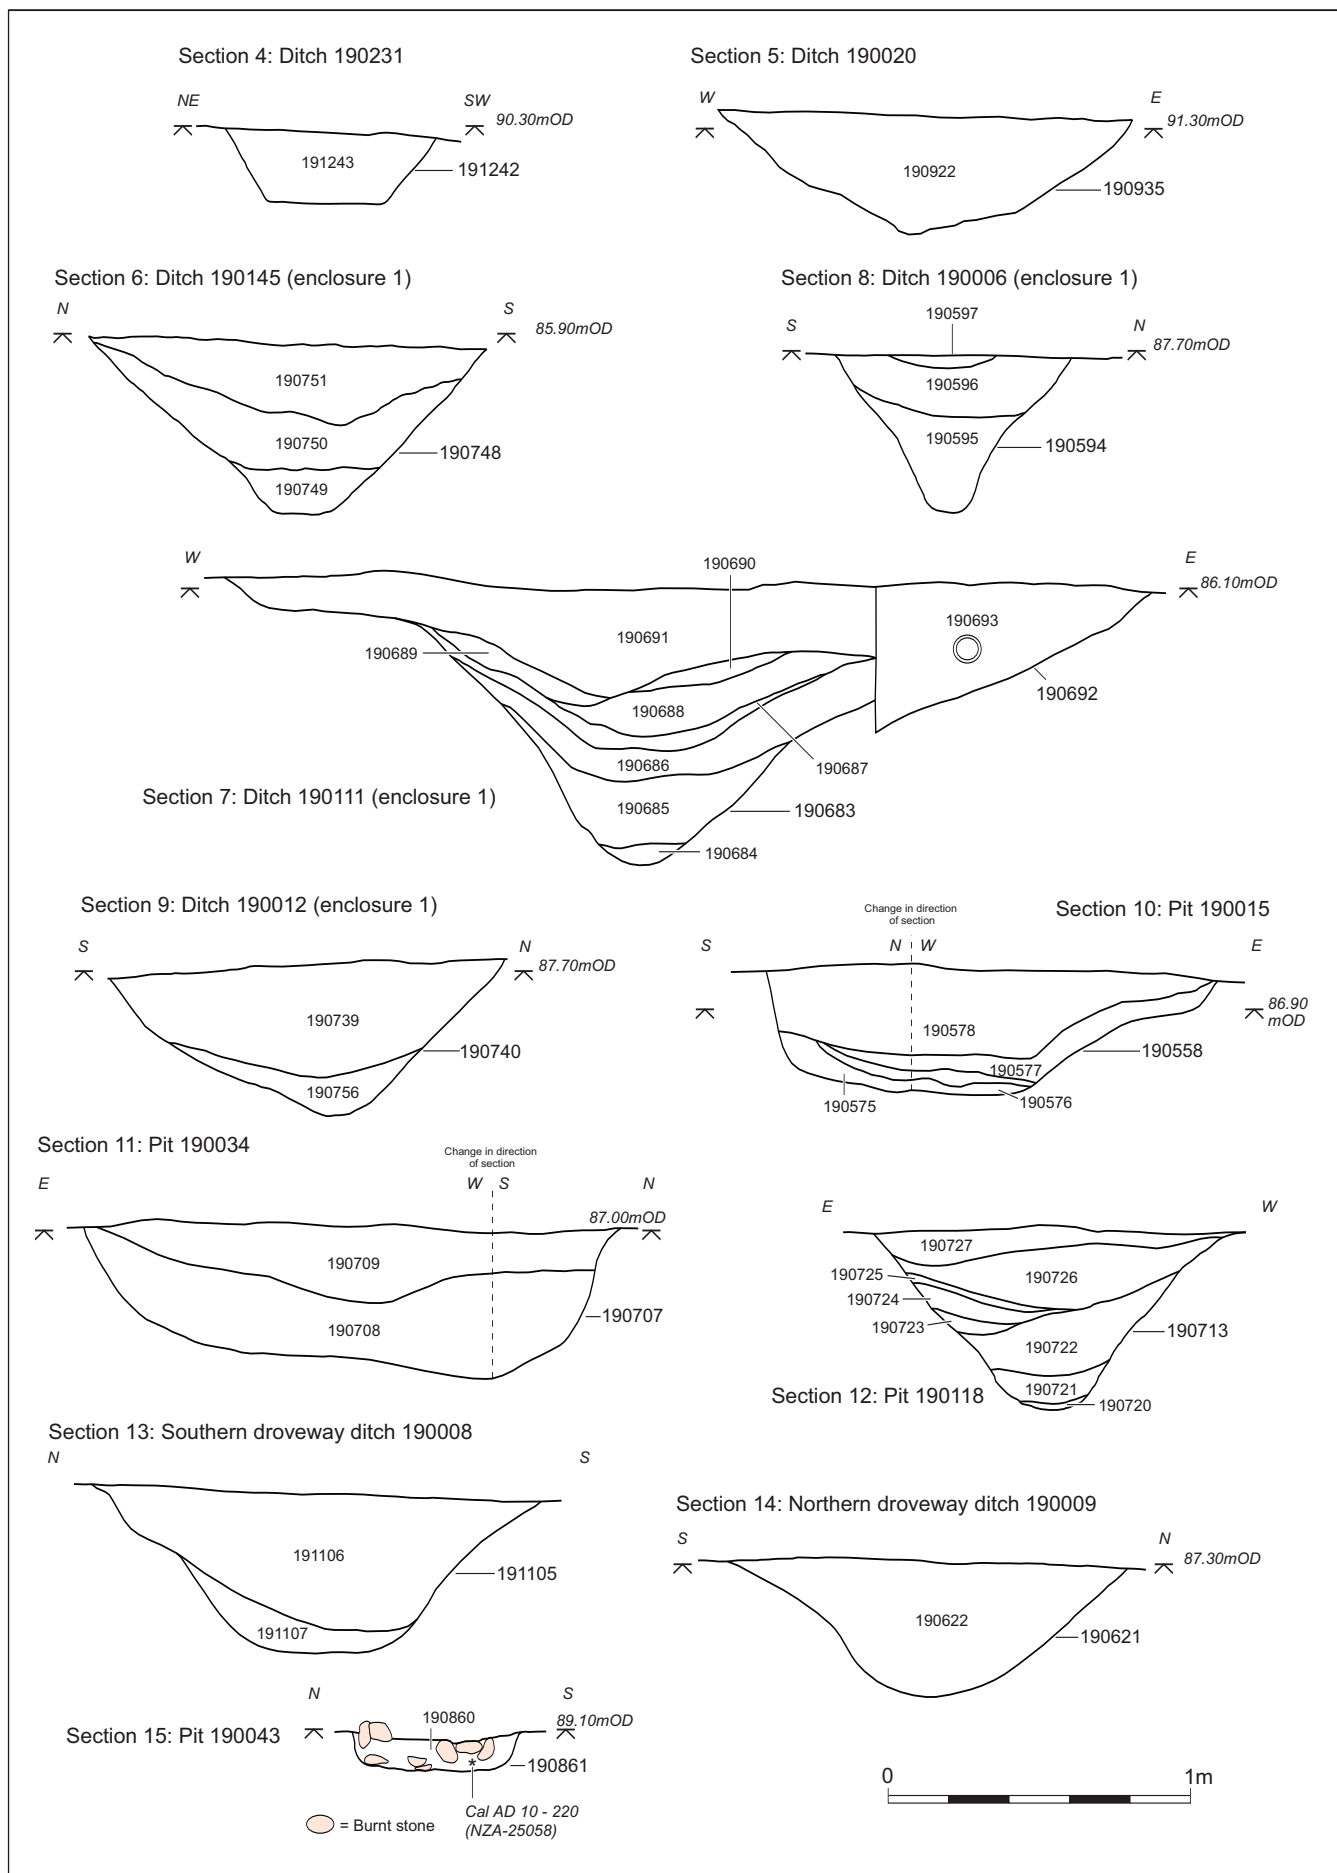 Section 4: Ditch 190231
NE
SW
90.30mOD
191243
191242
Section 5: Ditch 190020
W
E
91.30mOD
190922
190935
Section 6: Ditch 190145 (enclosure 1)
N
S
85.90mOD
190751
190750
190748
190749
Section 8: Ditch 190006 (enclosure 1)
190597
S
N
87.70mOD
190596
190595
190594
W
190690
E
86.10mOD
190693
190691
190689
190692
190688
190687
190686
190685
190683
190684
Section 7: Ditch 190111 (enclosure 1)
Section 9: Ditch 190012 (enclosure 1)
S
N
87.70mOD
190739
190740
190756
Change in direction
of section
Section 10: Pit 190015
S
N
W
E
86.90
mOD
190578
190558
190577
190575
190576
Section 11: Pit 190034
Change in direction
of section
E
W
S
N
87.00mOD
190709
190708
190707
E
W
190727
190725
190726
190724
190723
190722
190713
190721
190720
Section 12: Pit 190118
Section 13: Southern droveway ditch 190008
N
S
191106
191105
191107
Section 14: Northern droveway ditch 190009
S
N
87.30mOD
190622
190621
Section 15: Pit 190043
N
S
190860
89.10mOD
190861
*
Cal AD 10 - 220
(NZA-25058)
= Burnt stone
0
1m